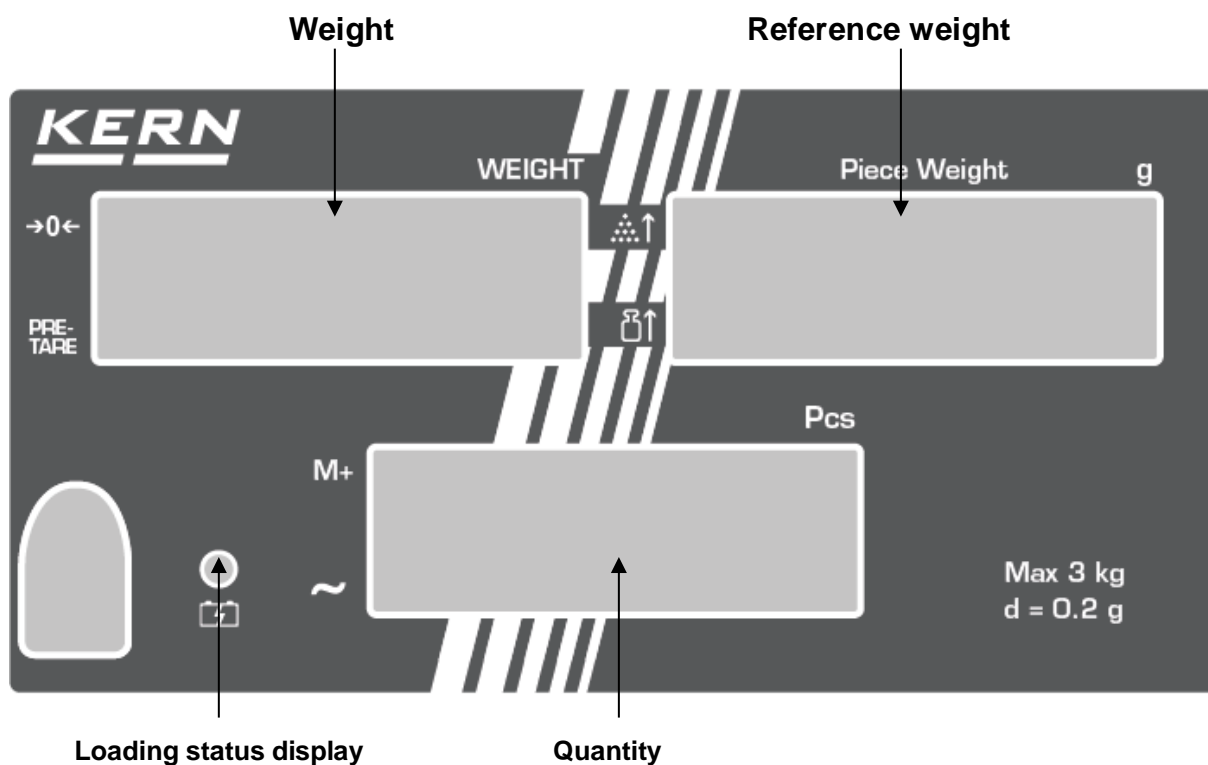 Weight
Reference weight
KERN
WEIGHT
Piece Weight g
→0←
PRE-
TARE
Pcs
M+
~
Max 3 kg
d = 0.2 g
Loading status display
Quantity